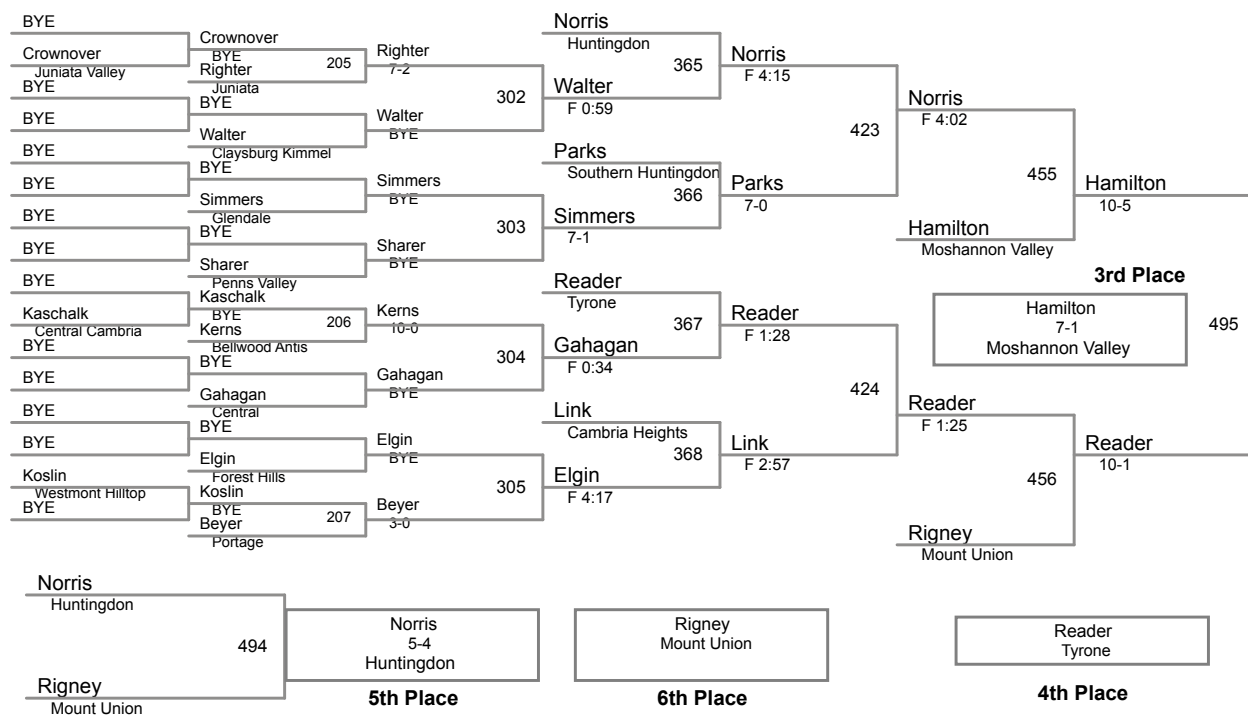 BYE
Crownover
Juniata Valley
BYE
BYE
BYE
BYE
BYE
BYE
BYE
Kaschalk
Central Cambria
BYE
BYE
BYE
BYE
Koslin
Westmont Hilltop
BYE
Crownover
BYE
205
Righter
Juniata
BYE
Walter
Claysburg Kimmel
BYE
Simmers
Glendale
BYE
Sharer
Penns Valley
Kaschalk
BYE
206
Kerns
Bellwood Antis
BYE
Gahagan
Central
BYE
Elgin
Forest Hills
Koslin
BYE
207
Beyer
Portage
Righter
7-2
302
Walter
BYE
Simmers
BYE
303
Sharer
BYE
Kerns
10-0
304
Gahagan
BYE
Elgin
BYE
305
Beyer
3-0
Norris
Huntingdon
365
Walter
F 0:59
Parks
Southern Huntingdon
366
Simmers
7-1
Reader
Tyrone
367
Gahagan
F 0:34
Link
Cambria Heights
368
Elgin
F 4:17
Norris
F 4:15
423
Parks
7-0
Reader
F 1:28
424
Link
F 2:57
Norris
F 4:02
455
Hamilton
Moshannon Valley
Hamilton
10-5
3rd Place
Hamilton
7-1
Moshannon Valley
495
Reader
F 1:25
456
Rigney
Mount Union
Reader
10-1
Norris
Huntingdon
494
Rigney
Mount Union
Norris
5-4
Huntingdon
5th Place
Rigney
Mount Union
6th Place
Reader
Tyrone
4th Place